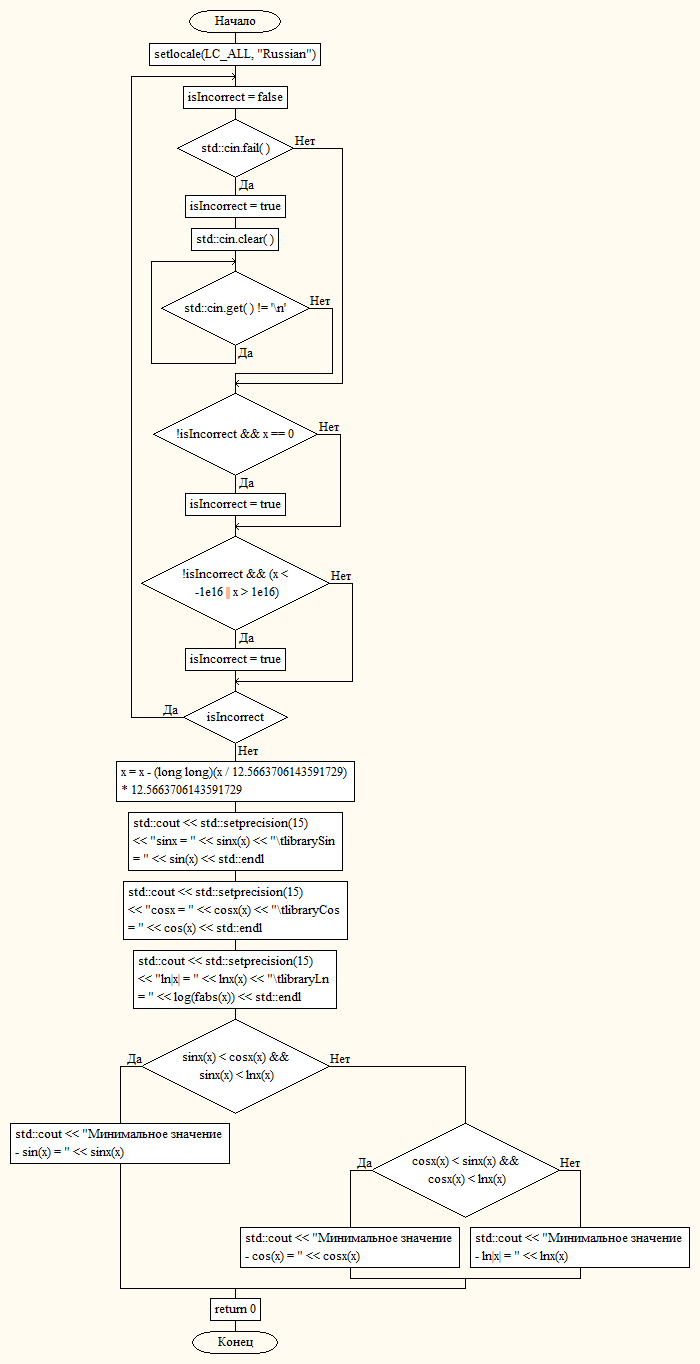 Начало
setlocale(LC_ALL, "Russian")
isIncorrect = false
std::cin.fail( )
Нет
Да
isIncorrect = true
std::cin.clear( )
std::cin.get( ) != '\n'
Нет
Да
!isIncorrect && x == 0
Нет
Да
isIncorrect = true
!isIncorrect && (x <
-1e16 || x > 1e16)
Нет
Да
isIncorrect = true
isIncorrect
Да
Нет
x = x - (long long)(x / 12.5663706143591729)
* 12.5663706143591729
std::cout << std::setprecision(15)
<< "sinx = " << sinx(x) << "\tlibrarySin
= " << sin(x) << std::endl
std::cout << std::setprecision(15)
<< "cosx = " << cosx(x) << "\tlibraryCos
= " << cos(x) << std::endl
std::cout << std::setprecision(15)
<< "ln|x| = " << lnx(x) << "\tlibraryLn
= " << log(fabs(x)) << std::endl
sinx(x) < cosx(x) &&
sinx(x) < lnx(x)
Да
Нет
std::cout << "Минимальное значение
- sin(x) = " << sinx(x)
cosx(x) < sinx(x) &&
cosx(x) < lnx(x)
Да
Нет
std::cout << "Минимальное значение
- cos(x) = " << cosx(x)
std::cout << "Минимальное значение
- ln|x| = " << lnx(x)
return 0
Конец